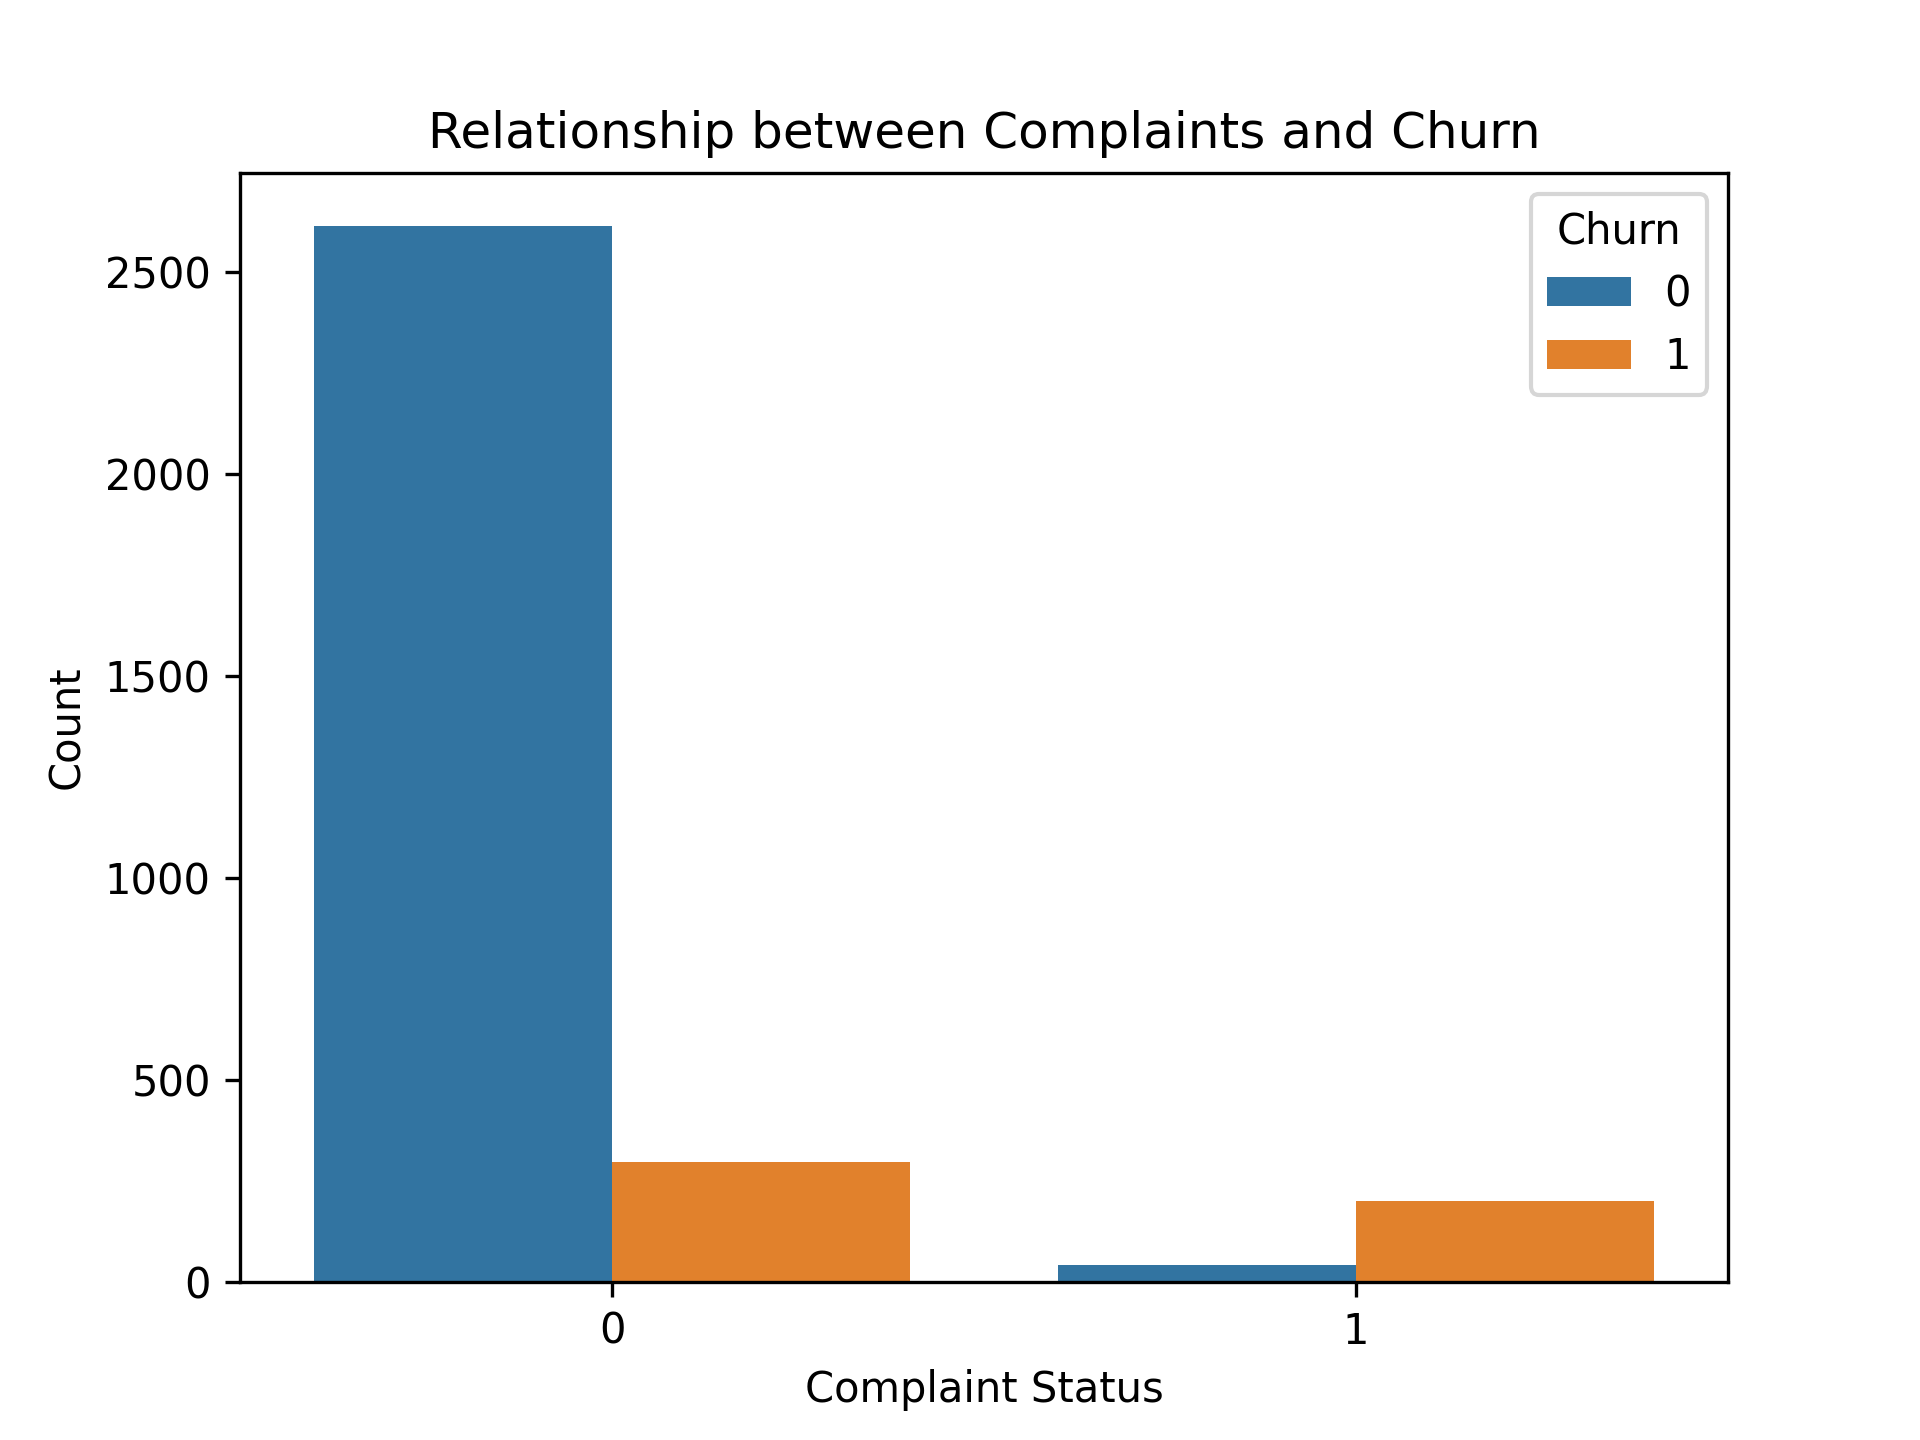 Relationship between Complaints and Churn
Churn
0
1
2500
2000
1500
1000
500
0
Count
0
1
Complaint Status